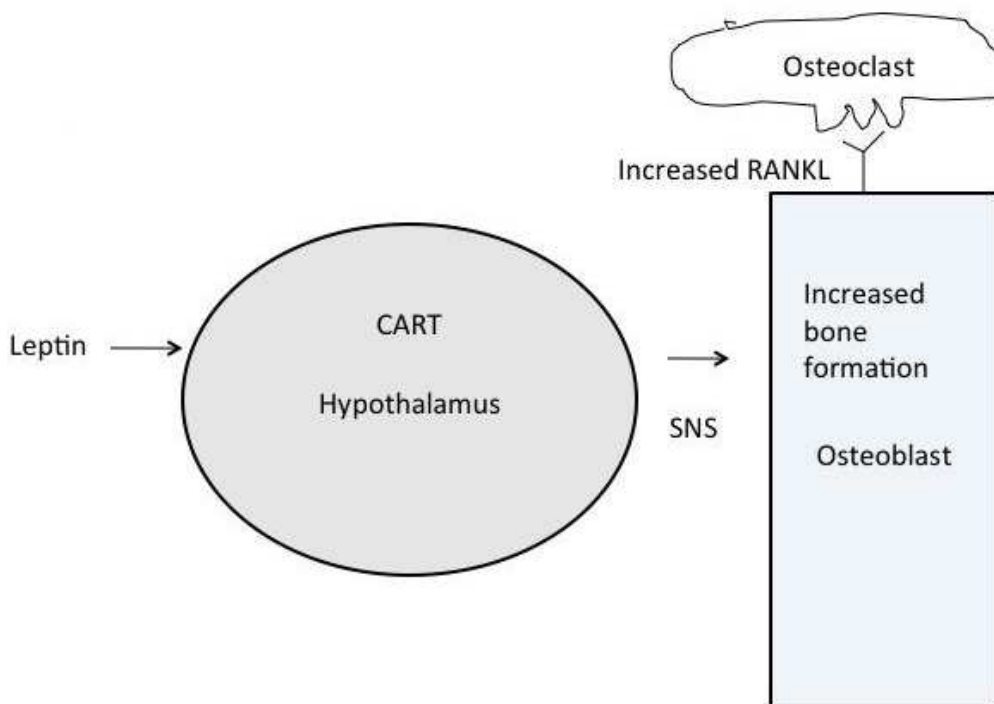 Osteoclast
Increased RANKL
Leptin
CART
Hypothalamus
SNS
Increased
bone
formation
Osteoblast